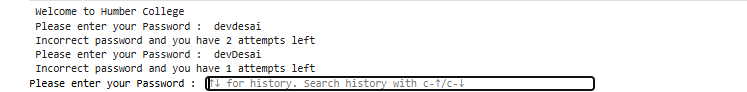 Welcome to Humber College
Please enter your Password :  devdesai
Incorrect password and you have 2 attempts left
Please enter your Password :  devDesai
Incorrect password and you have 1 attempts left
Please enter your Password :  ↑↓ for history. Search history with c-↑/c-↓